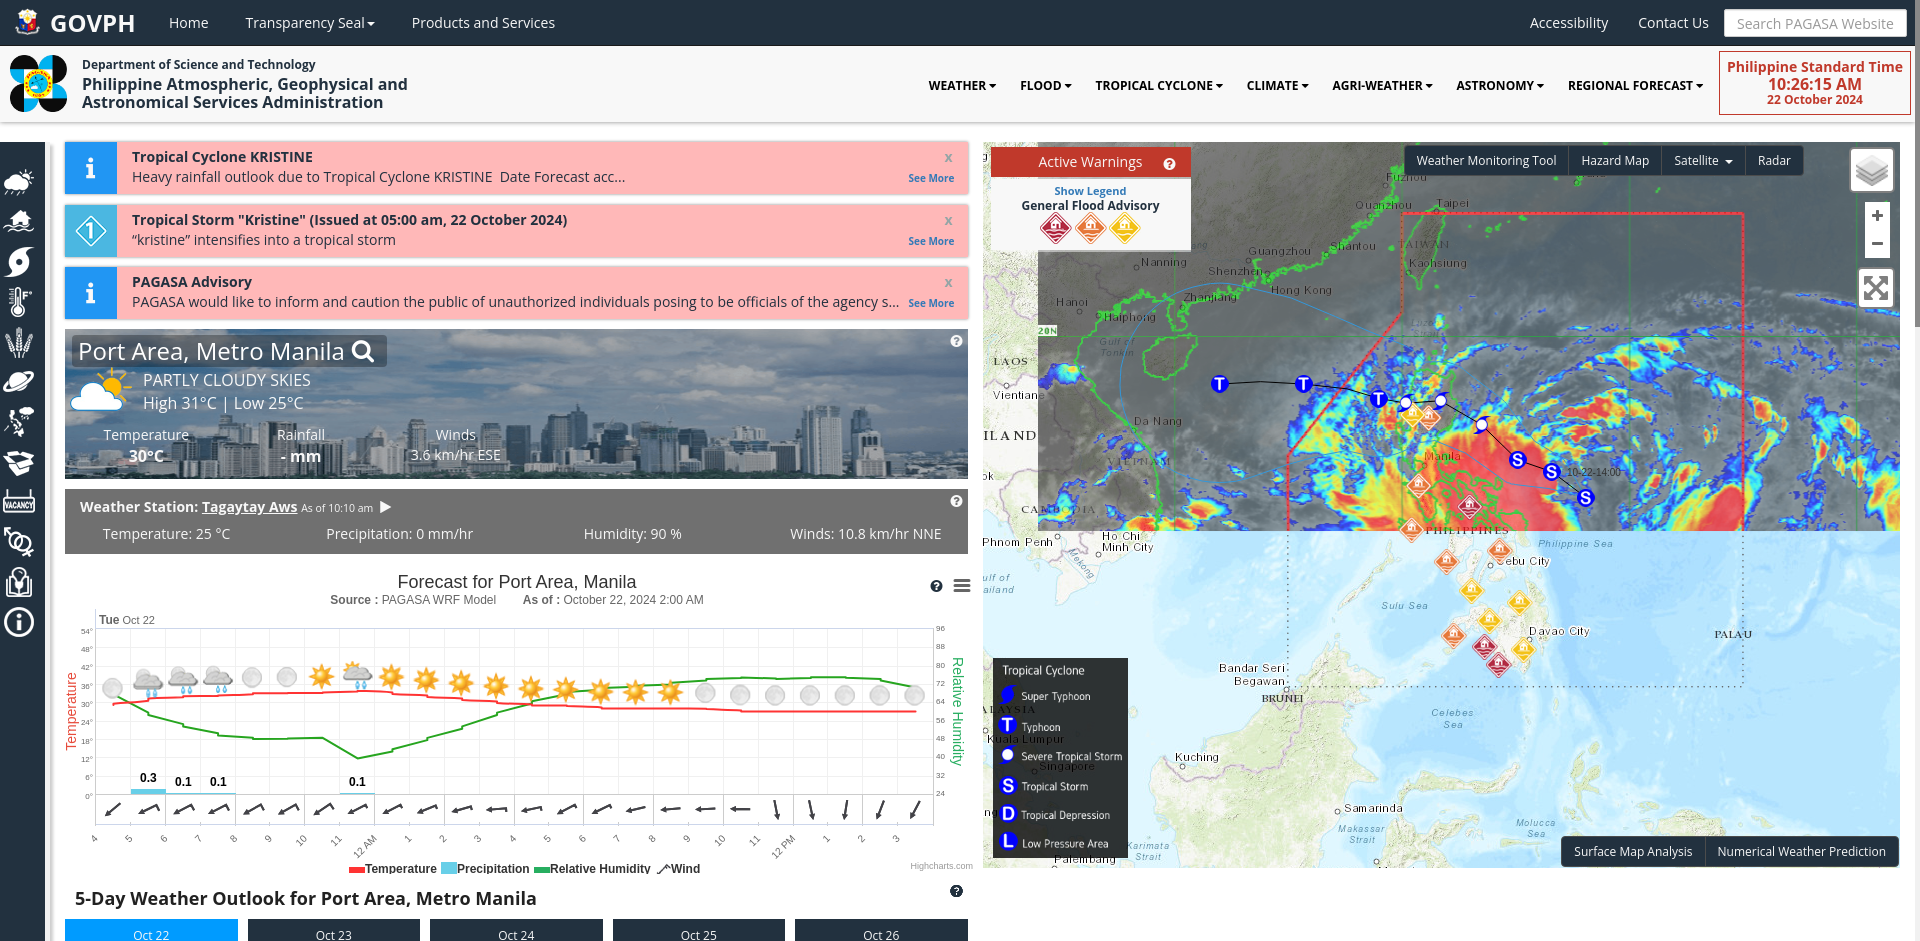 GOVPH
Home
Transparency Seal
Products and Services
Accessibility
Contact Us
Search PAGASA Website
Department of Science and Technology
Philippine Atmospheric, Geophysical and
Astronomical Services Administration
WEATHER
FLOOD
TROPICAL CYCLONE
CLIMATE
AGRI-WEATHER
ASTRONOMY
REGIONAL FORECAST
Philippine Standard Time
10:26:15 AM
22 October 2024
Tropical Cyclone KRISTINE
x
Heavy rainfall outlook due to Tropical Cyclone KRISTINE Date Forecast acc...
See More
1
Tropical Storm "Kristine" (Issued at 05:00 am, 22 October 2024)
x
“kristine” intensifies into a tropical storm
See More
PAGASA Advisory
x
PAGASA would like to inform and caution the public of unauthorized individuals posing to be officials of the agency s...
See More
°F
VACANCY
Port Area, Metro Manila
PARTLY CLOUDY SKIES
High 31°C | Low 25°C
Temperature
Rainfall
Winds
30°C
- mm
3.6 km/hr ESE
Weather Station: Tagaytay Aws As of 10:10 am
Temperature: 25 °C
Precipitation: 0 mm/hr
Humidity: 90 %
Winds: 10.8 km/hr NNE
Forecast for Port Area, Manila
Source : PAGASA WRF Model As of : October 22, 2024 2:00 AM
Tue Oct 22
Temperature
54°
48°
42°
36°
30°
24°
18°
12°
6°
0°
96
88
80
72
64
56
48
40
32
24
Relative Humidity
0.3
0.1
0.1
0.1
4
5
6
7
8
9
10
11
12 AM
1
2
3
4
5
6
7
8
9
10
11
12 PM
1
2
3
Temperature
Precipitation
Relative Humidity
Wind
Highcharts.com
5-Day Weather Outlook for Port Area, Metro Manila
Oct 22
Oct 23
Oct 24
Oct 25
Oct 26
Active Warnings
Show Legend
General Flood Advisory
Weather Monitoring Tool
Hazard Map
Satellite
Radar
+
−
Fuzhou
Quanzhou
Taipei
TAIWAN
Kaohsiung
Shantou
Guangzhou
Shenzhen
Nanning
Hong Kong
Zhanjiang
Hanoi
Haiphong
20N
Gulf of
Tonkin
LAOS
Vientiane
T
T
T
Da Nang
ILAND
VIETNAM
Manila
S
S
10-22-14:00
S
CAMBODIA
PHILIPPINES
Phnom Penh
Ho Chi
Minh City
Mekong
Philippine Sea
Cebu City
ulf of
ailand
Sulu Sea
Davao City
PALAU
Bandar Seri
Begawan
BRUNEI
Celebes
Sea
Tropical Cyclone
Super Typhoon
T Typhoon
Severe Tropical Storm
S Tropical Storm
D Tropical Depression
L Low Pressure Area
ALAYSIA
Kuala Lumpur
Singapore
Kuching
Samarinda
Makassar
Strait
Molucca
Sea
Karimata
Strait
Palembang
Surface Map Analysis
Numerical Weather Prediction